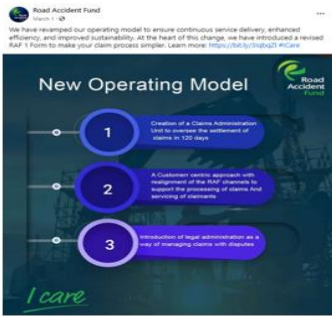 Road Accident Fund
March 1
We have revamped our operating model to ensure continuous service delivery, enhanced
efficiency, and improved sustainability. At the heart of this change, we have introduced a revised
RAF 1 Form to make your claim process simpler. Learn more: #ICare
Road
Accident
Fund
New Operating Model
1
Creation of a Claims Administration
Unit to oversee the settlement of
claims in 120 days
2
A Customer centric approach with
realignment of the RAF channels to
support the processing of claims And
servicing of claimants
3
Introduction of legal administration as a
way of managing claims with disputes
I care